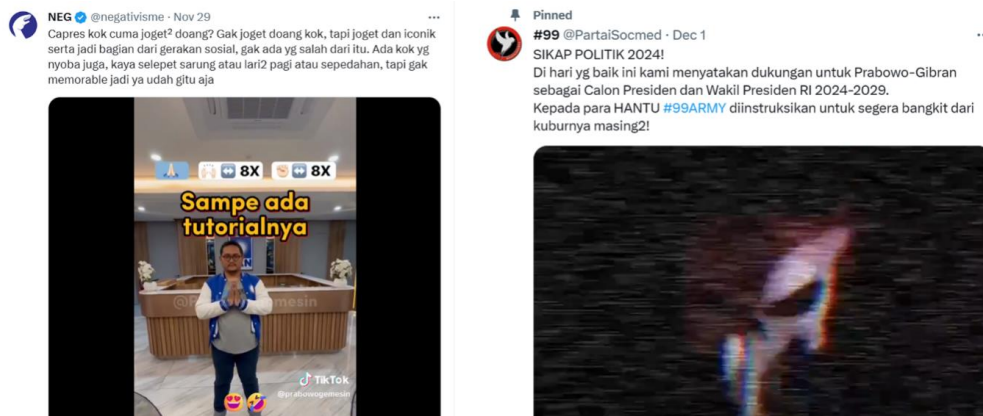 NEG @negativisme · Nov 29
Capres kok cuma joget² doang? Gak joget doang kok, tapi joget dan iconik
serta jadi bagian dari gerakan sosial, gak ada yg salah dari itu. Ada kok yg
nyoba juga, kaya selepet sarung atau lari2 pagi atau sepedahan, tapi gak
memorable jadi ya udah gitu aja
8X
8X
Sampe ada
tutorialnya
TikTok
@prabowogemesin
Pinned
#99 @PartaiSocmed · Dec 1
SIKAP POLITIK 2024!
Di hari yg baik ini kami menyatakan dukungan untuk Prabowo-Gibran
sebagai Calon Presiden dan Wakil Presiden RI 2024-2029.
Kepada para HANTU #99ARMY diinstruksikan untuk segera bangkit dari
kuburnya masing2!